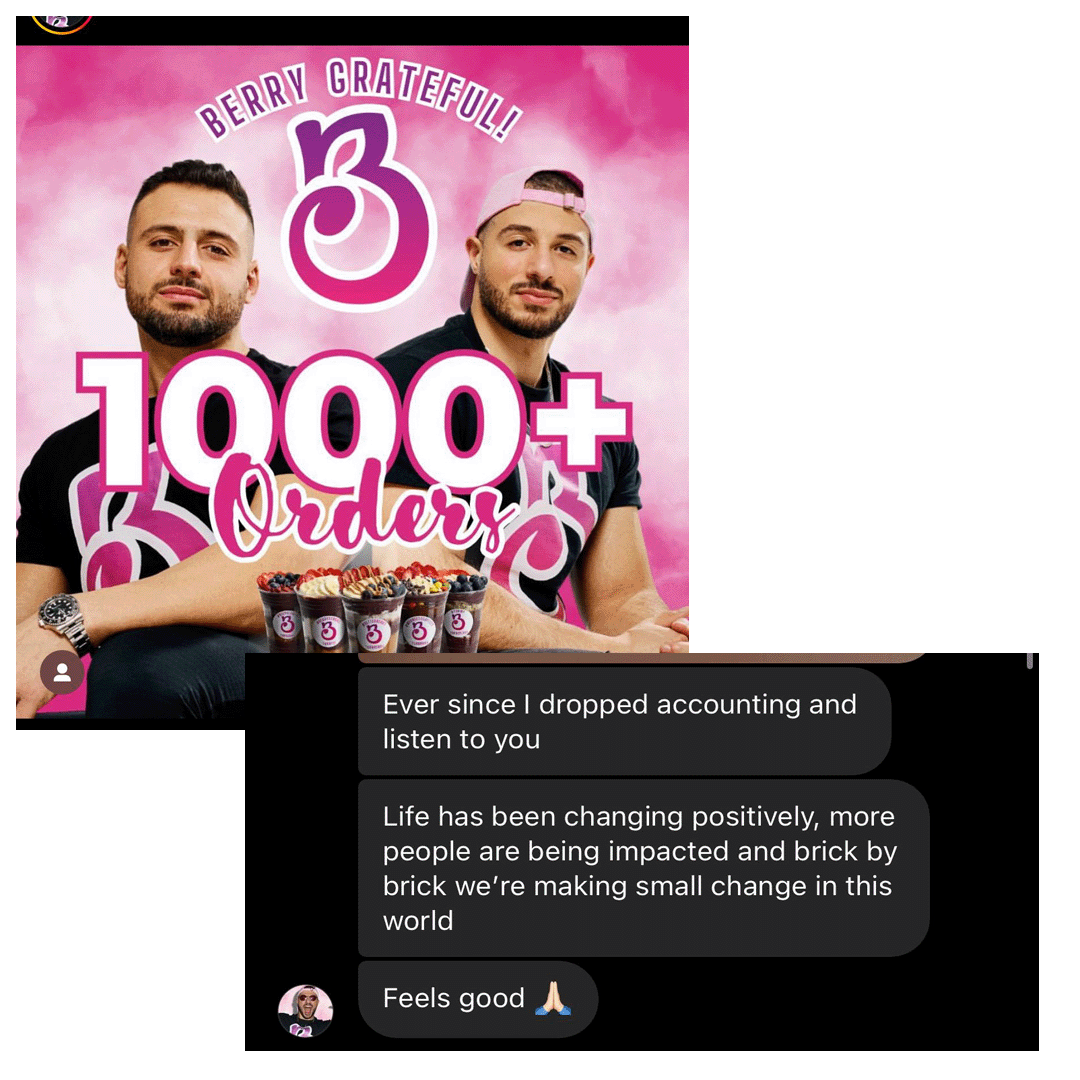 BERRY GRATEFUL!
B
1000+
Orders
Ever since I dropped accounting and
listen to you
Life has been changing positively, more
people are being impacted and brick by
brick we’re making small change in this
world
Feels good 🙏🏻